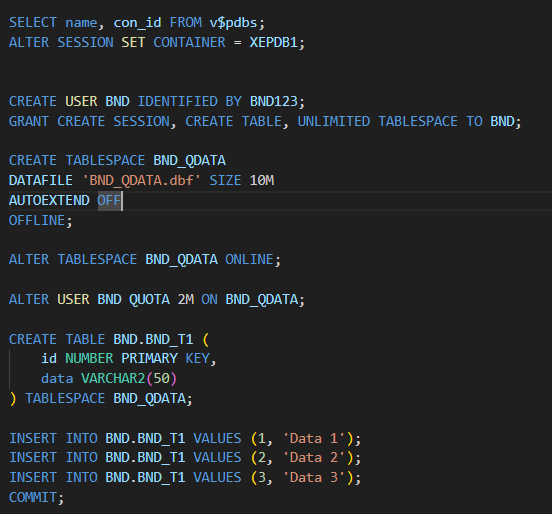 SELECT name, con_id FROM v$pdbs;
ALTER SESSION SET CONTAINER = XEPDB1;
CREATE USER BND IDENTIFIED BY BND123;
GRANT CREATE SESSION, CREATE TABLE, UNLIMITED TABLESPACE TO BND;
CREATE TABLESPACE BND_QDATA
DATAFILE 'BND_QDATA.dbf' SIZE 10M
AUTOEXTEND OFF
OFFLINE;
ALTER TABLESPACE BND_QDATA ONLINE;
ALTER USER BND QUOTA 2M ON BND_QDATA;
CREATE TABLE BND.BND_T1 (
    id NUMBER PRIMARY KEY,
    data VARCHAR2(50)
) TABLESPACE BND_QDATA;
INSERT INTO BND.BND_T1 VALUES (1, 'Data 1');
INSERT INTO BND.BND_T1 VALUES (2, 'Data 2');
INSERT INTO BND.BND_T1 VALUES (3, 'Data 3');
COMMIT;